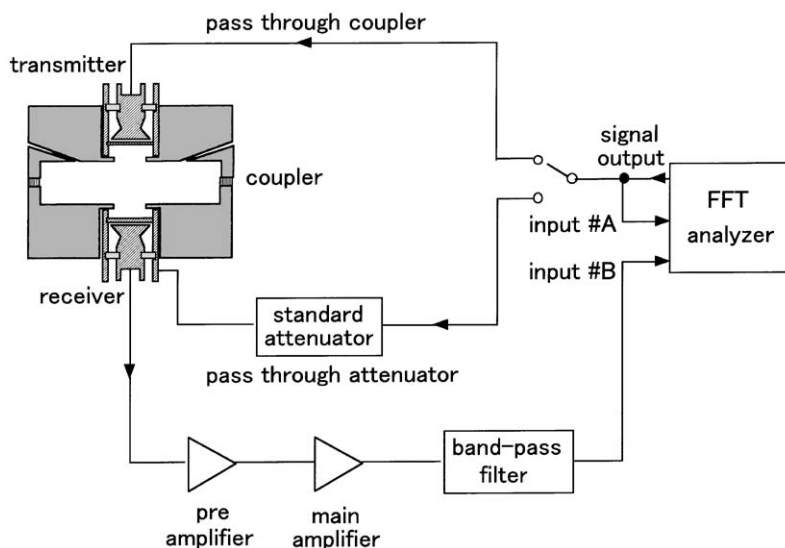 pass through coupler
transmitter
coupler
signal
output
FFT
analyzer
input #A
input #B
receiver
standard
attenuator
pass through attenuator
band-pass
filter
pre
amplifier
main
amplifier